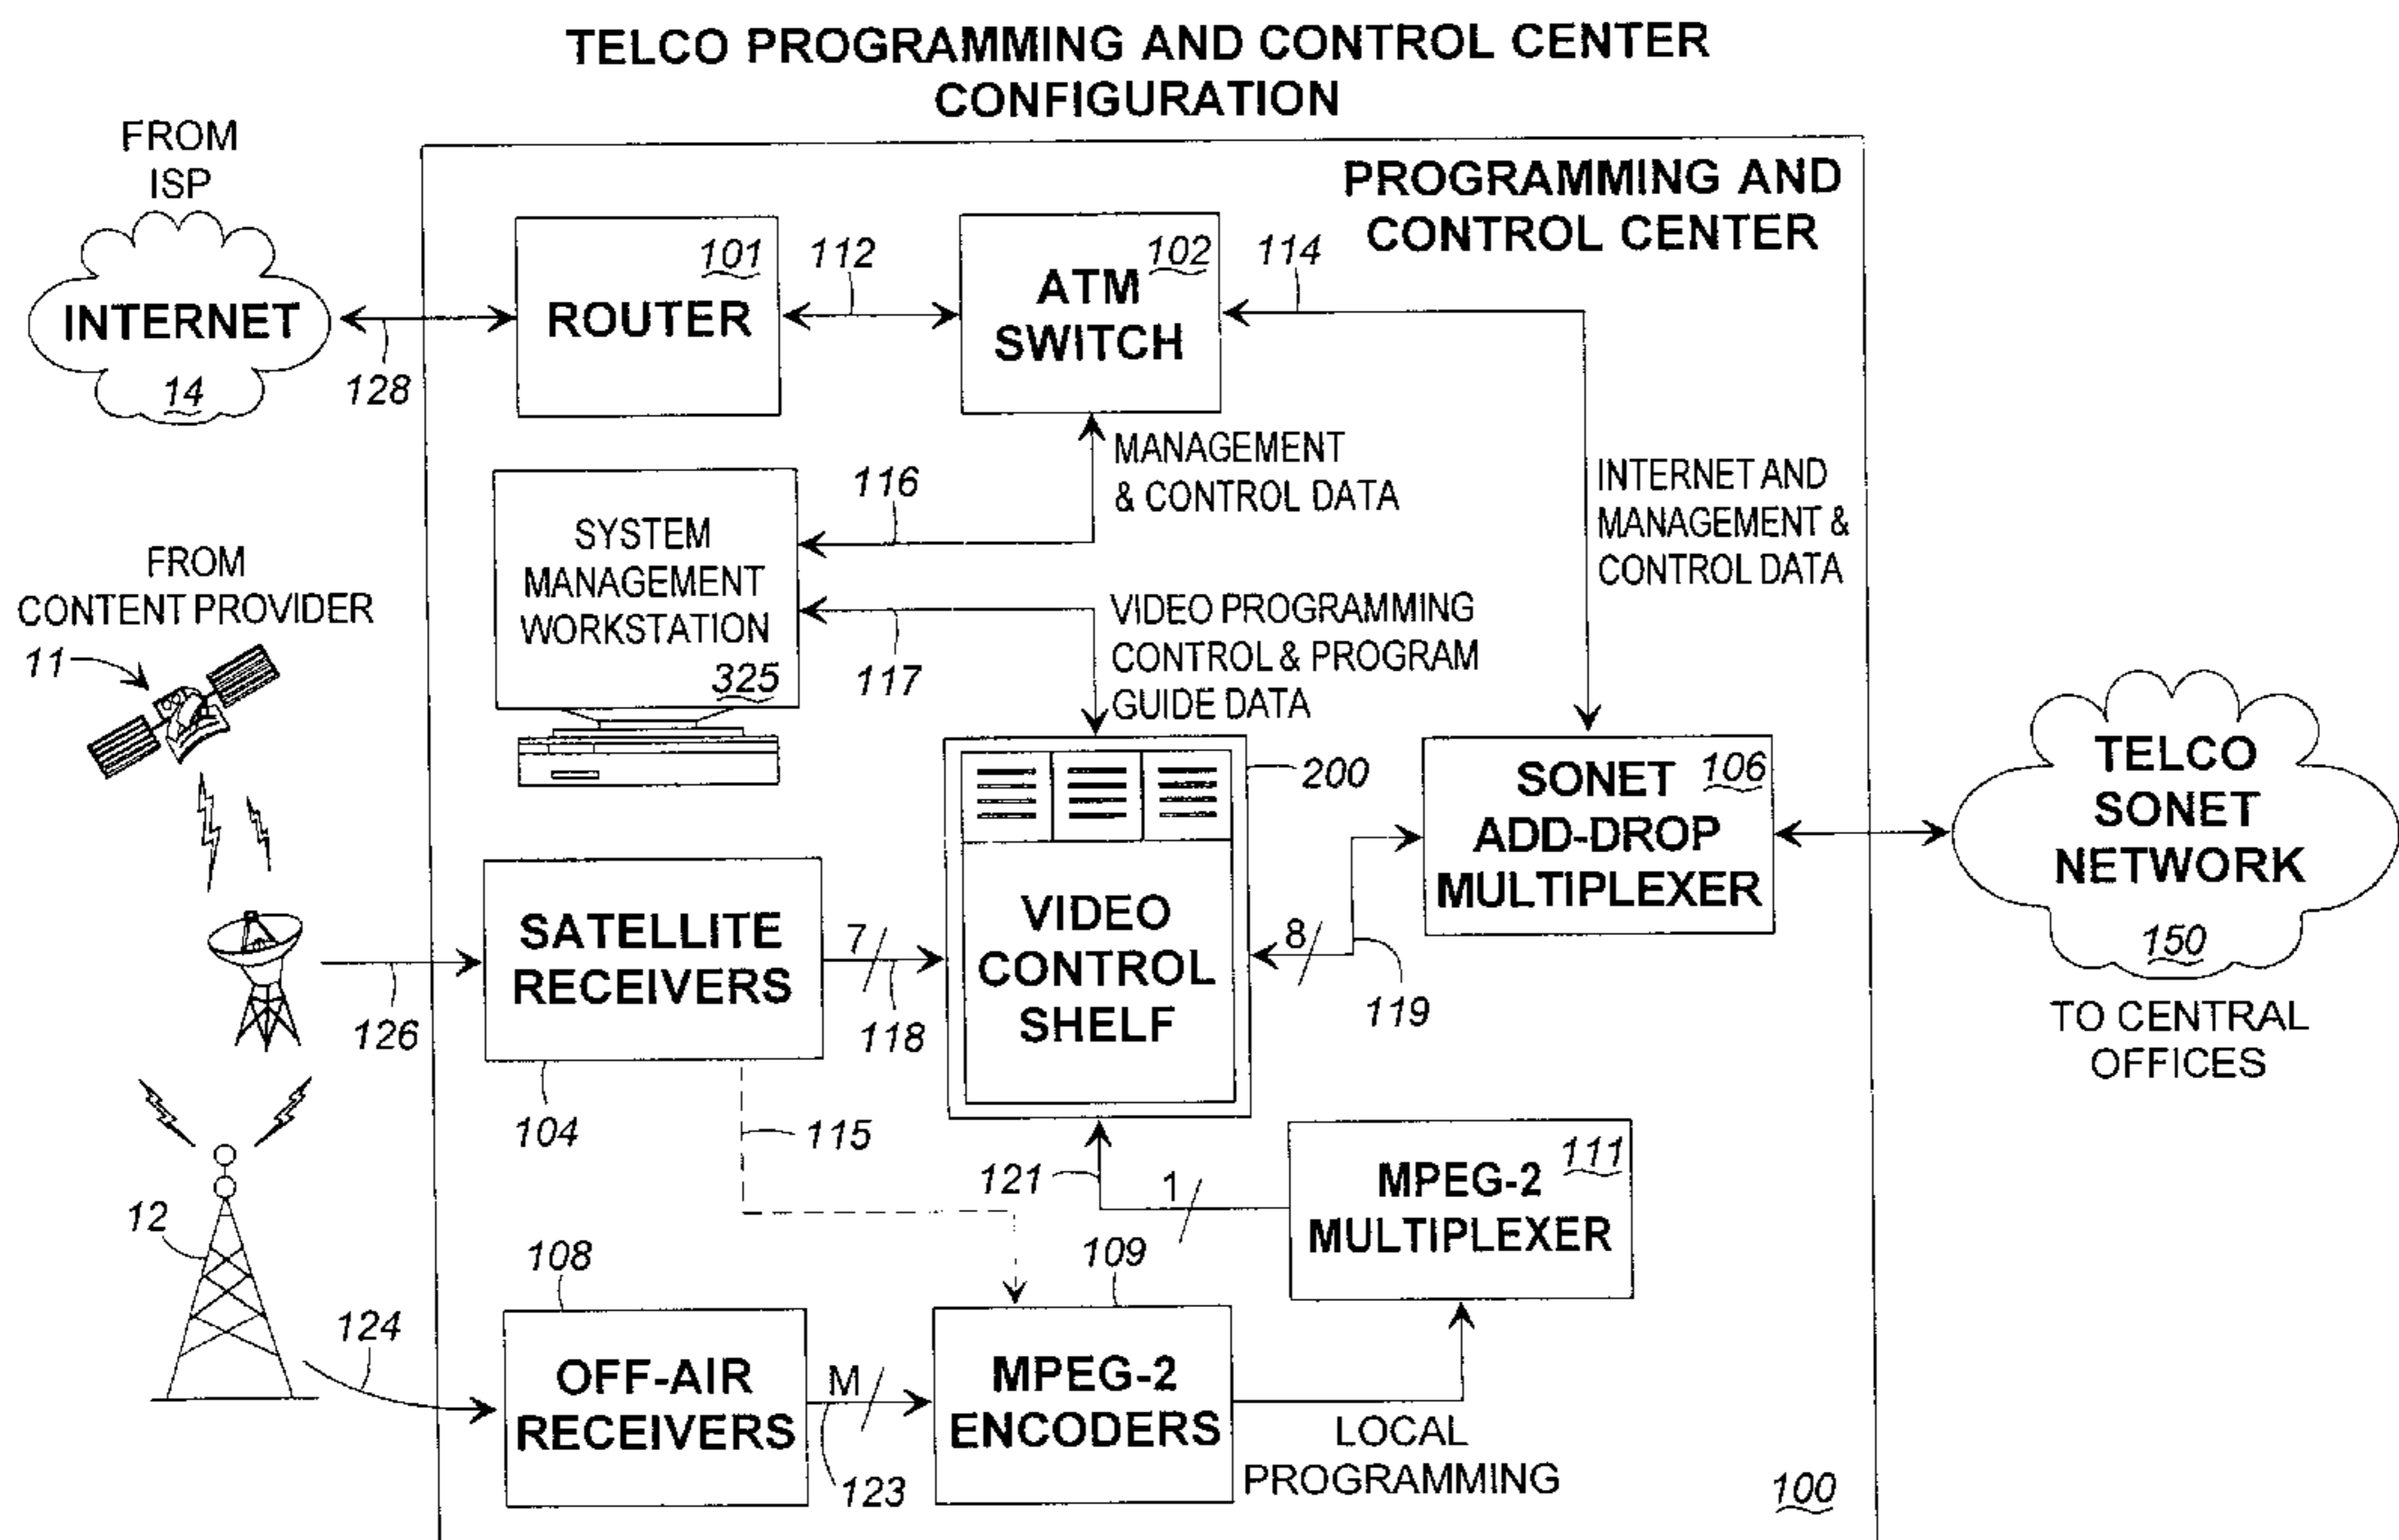 TELCO PROGRAMMING AND CONTROL CENTER
CONFIGURATION
FROM
ISP
INTERNET
14
128
PROGRAMMING AND
CONTROL CENTER
101
ROUTER
112
102
ATM
SWITCH
114
MANAGEMENT
& CONTROL DATA
116
INTERNET AND
MANAGEMENT &
CONTROL DATA
SYSTEM
MANAGEMENT
WORKSTATION
325
117
VIDEO PROGRAMMING
CONTROL & PROGRAM
GUIDE DATA
FROM
CONTENT PROVIDER
11
200
VIDEO
CONTROL
SHELF
SONET
106
ADD-DROP
MULTIPLEXER
TELCO
SONET
NETWORK
150
TO CENTRAL
OFFICES
126
SATELLITE
RECEIVERS
104
7
118
8
119
115
121
1
111
MPEG-2
MULTIPLEXER
12
124
108
OFF-AIR
RECEIVERS
M
123
109
MPEG-2
ENCODERS
LOCAL
PROGRAMMING
100